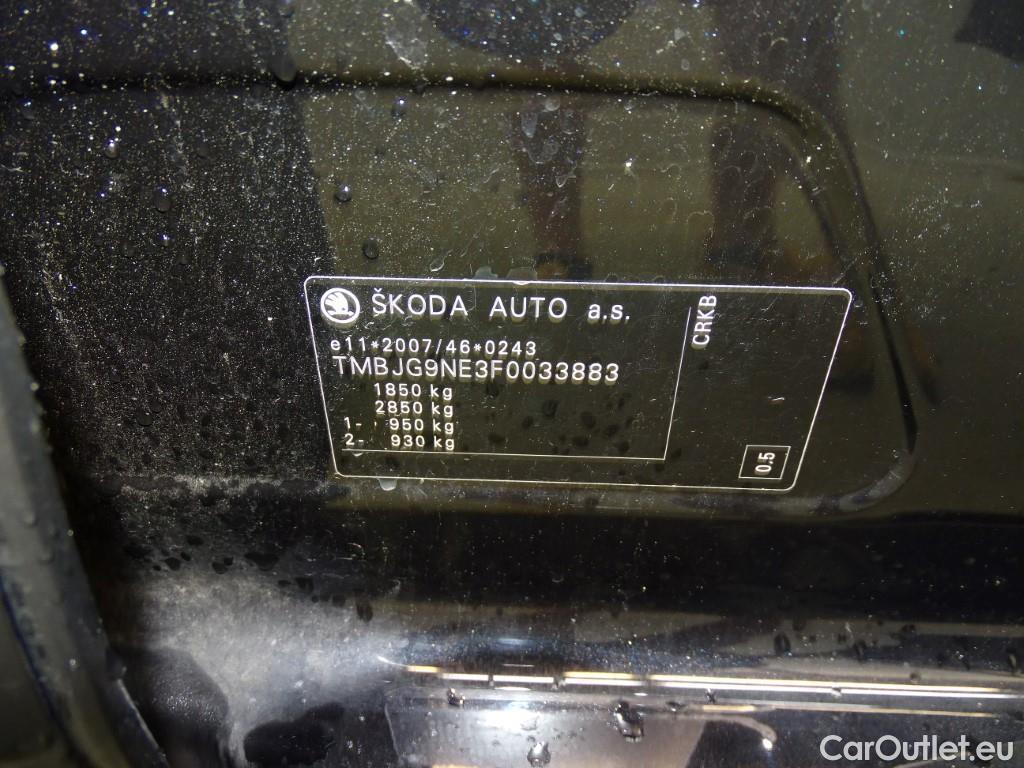 ŠKODA AUTO a.s.
CRKB
e11*2007/46*0243
TMBJG9NE3F0033883
1850 kg
2850 kg
1- 950 kg
2- 930 kg
0.5
CarOutlet.eu